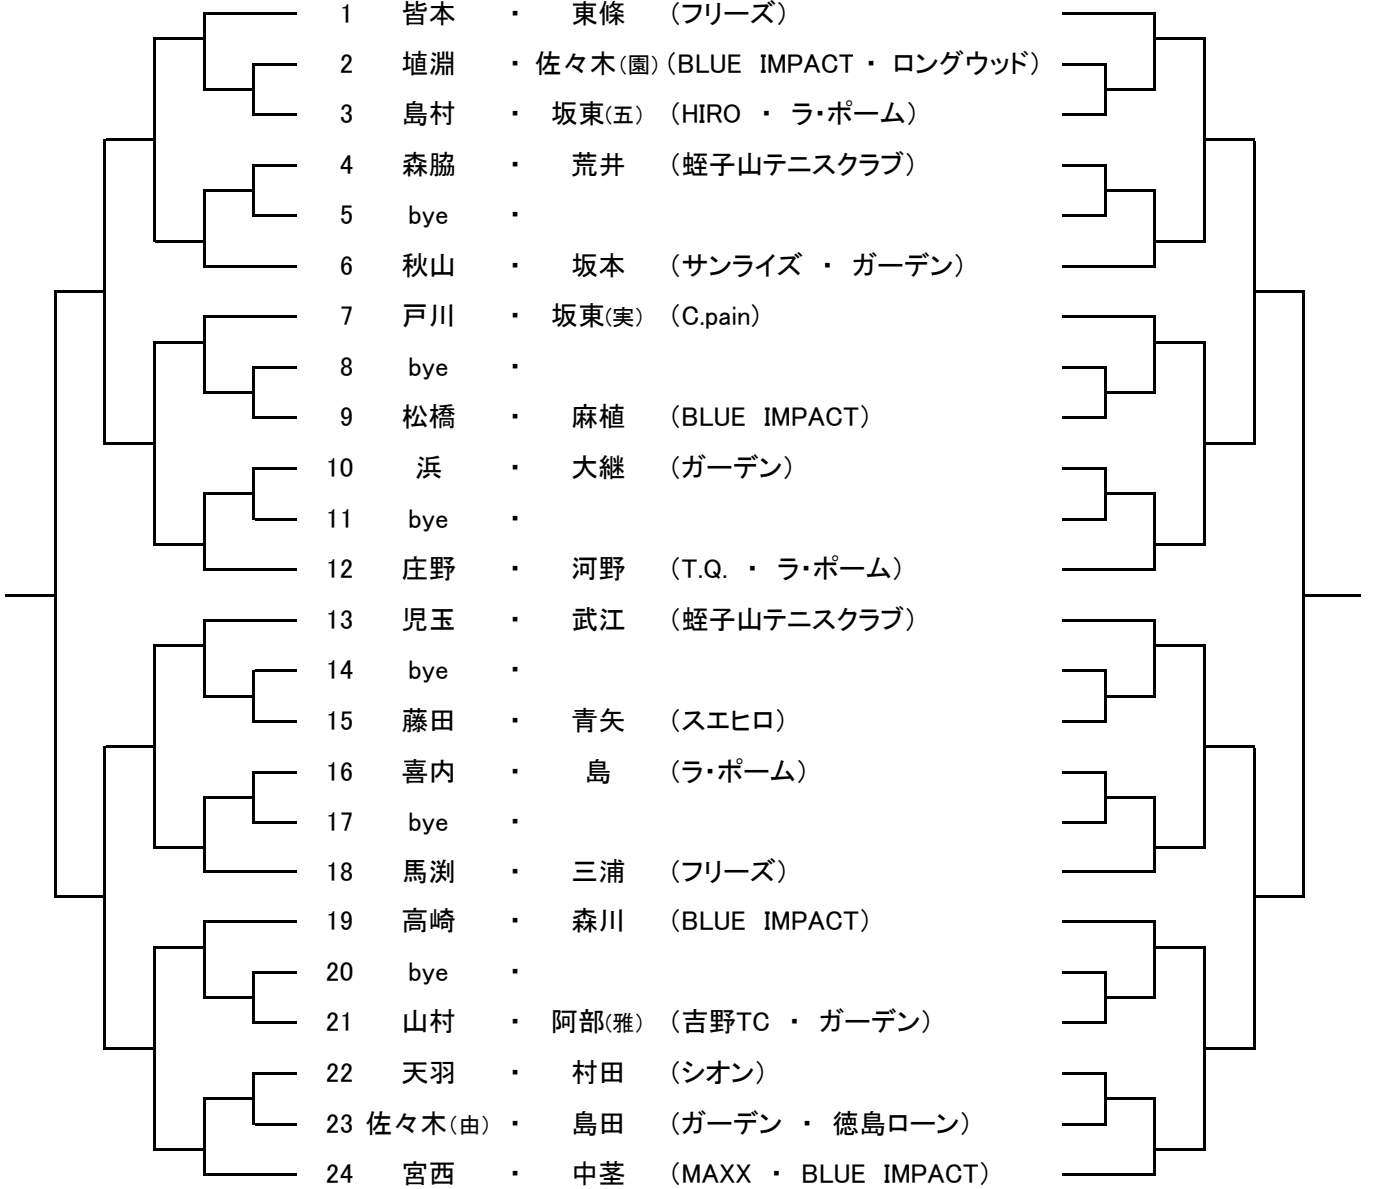 1 皆本 ・ 東條 （フリーズ）
2 埴淵 ・ 佐々木（園）（BLUE IMPACT ・ ロングウッド）
3 島村 ・ 坂東（五） （HIRO ・ ラ・ポーム）
4 森脇 ・ 荒井 （蛭子山テニスクラブ）
5 bye ・
6 秋山 ・ 坂本 （サンライズ ・ ガーデン）
7 戸川 ・ 坂東（実） （C.pain）
8 bye ・
9 松橋 ・ 麻植 （BLUE IMPACT）
10 浜 ・ 大継 （ガーデン）
11 bye ・
12 庄野 ・ 河野 （T.Q. ・ ラ・ポーム）
13 児玉 ・ 武江 （蛭子山テニスクラブ）
14 bye ・
15 藤田 ・ 青矢 （スエヒロ）
16 喜内 ・ 島 （ラ・ポーム）
17 bye ・
18 馬渕 ・ 三浦 （フリーズ）
19 高崎 ・ 森川 （BLUE IMPACT）
20 bye ・
21 山村 ・ 阿部（雅） （吉野TC ・ ガーデン）
22 天羽 ・ 村田 （シオン）
23 佐々木（由） ・ 島田 （ガーデン ・ 徳島ローン）
24 宮西 ・ 中茎 （MAXX ・ BLUE IMPACT）